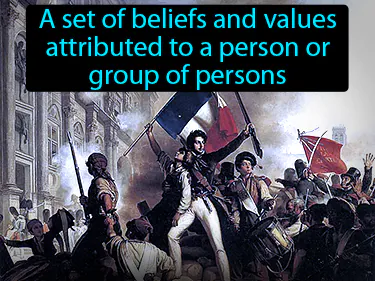 A set of beliefs and values
attributed to a person or
group of persons